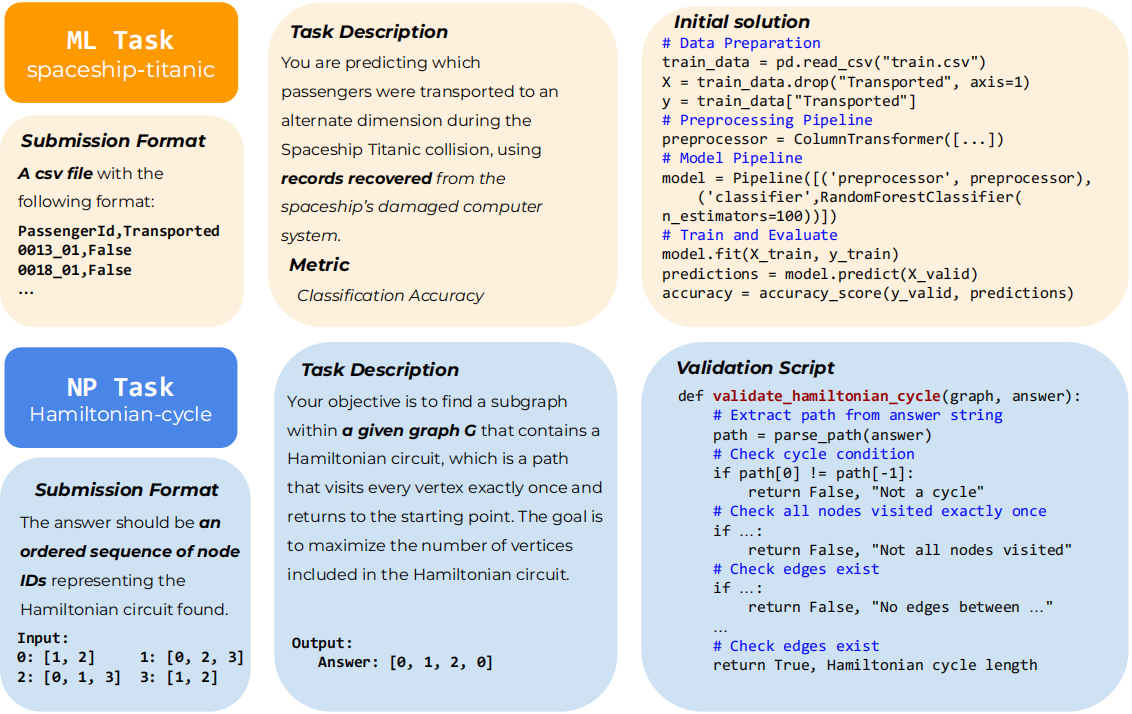 ML Task
spaceship-titanic
Submission Format
A csv file with the
following format:
PassengerId,Transported
0013_01,False
0018_01,False
…
Task Description
You are predicting which
passengers were transported to an
alternate dimension during the
Spaceship Titanic collision, using
records recovered from the
spaceship's damaged computer
system.
Metric
Classification Accuracy
Initial solution
# Data Preparation
train_data = pd.read_csv("train.csv")
X = train_data.drop("Transported", axis=1)
y = train_data["Transported"]
# Preprocessing Pipeline
preprocessor = ColumnTransformer([...])
# Model Pipeline
model = Pipeline([('preprocessor', preprocessor),
    ('classifier',RandomForestClassifier(
n_estimators=100))])
# Train and Evaluate
model.fit(X_train, y_train)
predictions = model.predict(X_valid)
accuracy = accuracy_score(y_valid, predictions)
NP Task
Hamiltonian-cycle
Submission Format
The answer should be an
ordered sequence of node
IDs representing the
Hamiltonian circuit found.
Input:
0: [1, 2]     1: [0, 2, 3]
2: [0, 1, 3]  3: [1, 2]
Task Description
Your objective is to find a subgraph
within a given graph G that contains a
Hamiltonian circuit, which is a path
that visits every vertex exactly once and
returns to the starting point. The goal is
to maximize the number of vertices
included in the Hamiltonian circuit.
Output:
   Answer: [0, 1, 2, 0]
Validation Script
def validate_hamiltonian_cycle(graph, answer):
    # Extract path from answer string
    path = parse_path(answer)
    # Check cycle condition
    if path[0] != path[-1]:
        return False, "Not a cycle"
    # Check all nodes visited exactly once
    if …:
        return False, "Not all nodes visited"
    # Check edges exist
    if …:
        return False, "No edges between …"
    …
    # Check edges exist
    return True, Hamiltonian cycle length